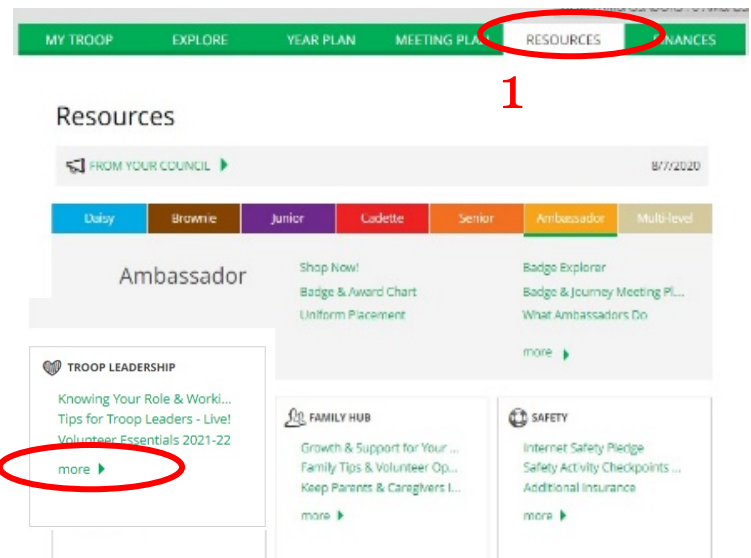 MY TROOP EXPLORE YEAR PLAN MEETING PLAN RESOURCES FINANCES
1
Resources
FROM YOUR COUNCIL 8/7/2020
Daisy Brownie Junior Cadette Senior Ambassador Multi-level
Ambassador
Shop Now!
Badge & Award Chart
Uniform Placement
Badge Explorer
Badge & Journey Meeting Pl...
What Ambassadors Do
more
TROOP LEADERSHIP
Knowing Your Role & Worki...
Tips for Troop Leaders - Live!
Volunteer Essentials 2021-22
more
FAMILY HUB
Growth & Support for Your ...
Family Tips & Volunteer Op...
Keep Parents & Caregivers I...
more
SAFETY
Internet Safety Pledge
Safety Activity Checkpoints ...
Additional Insurance
more